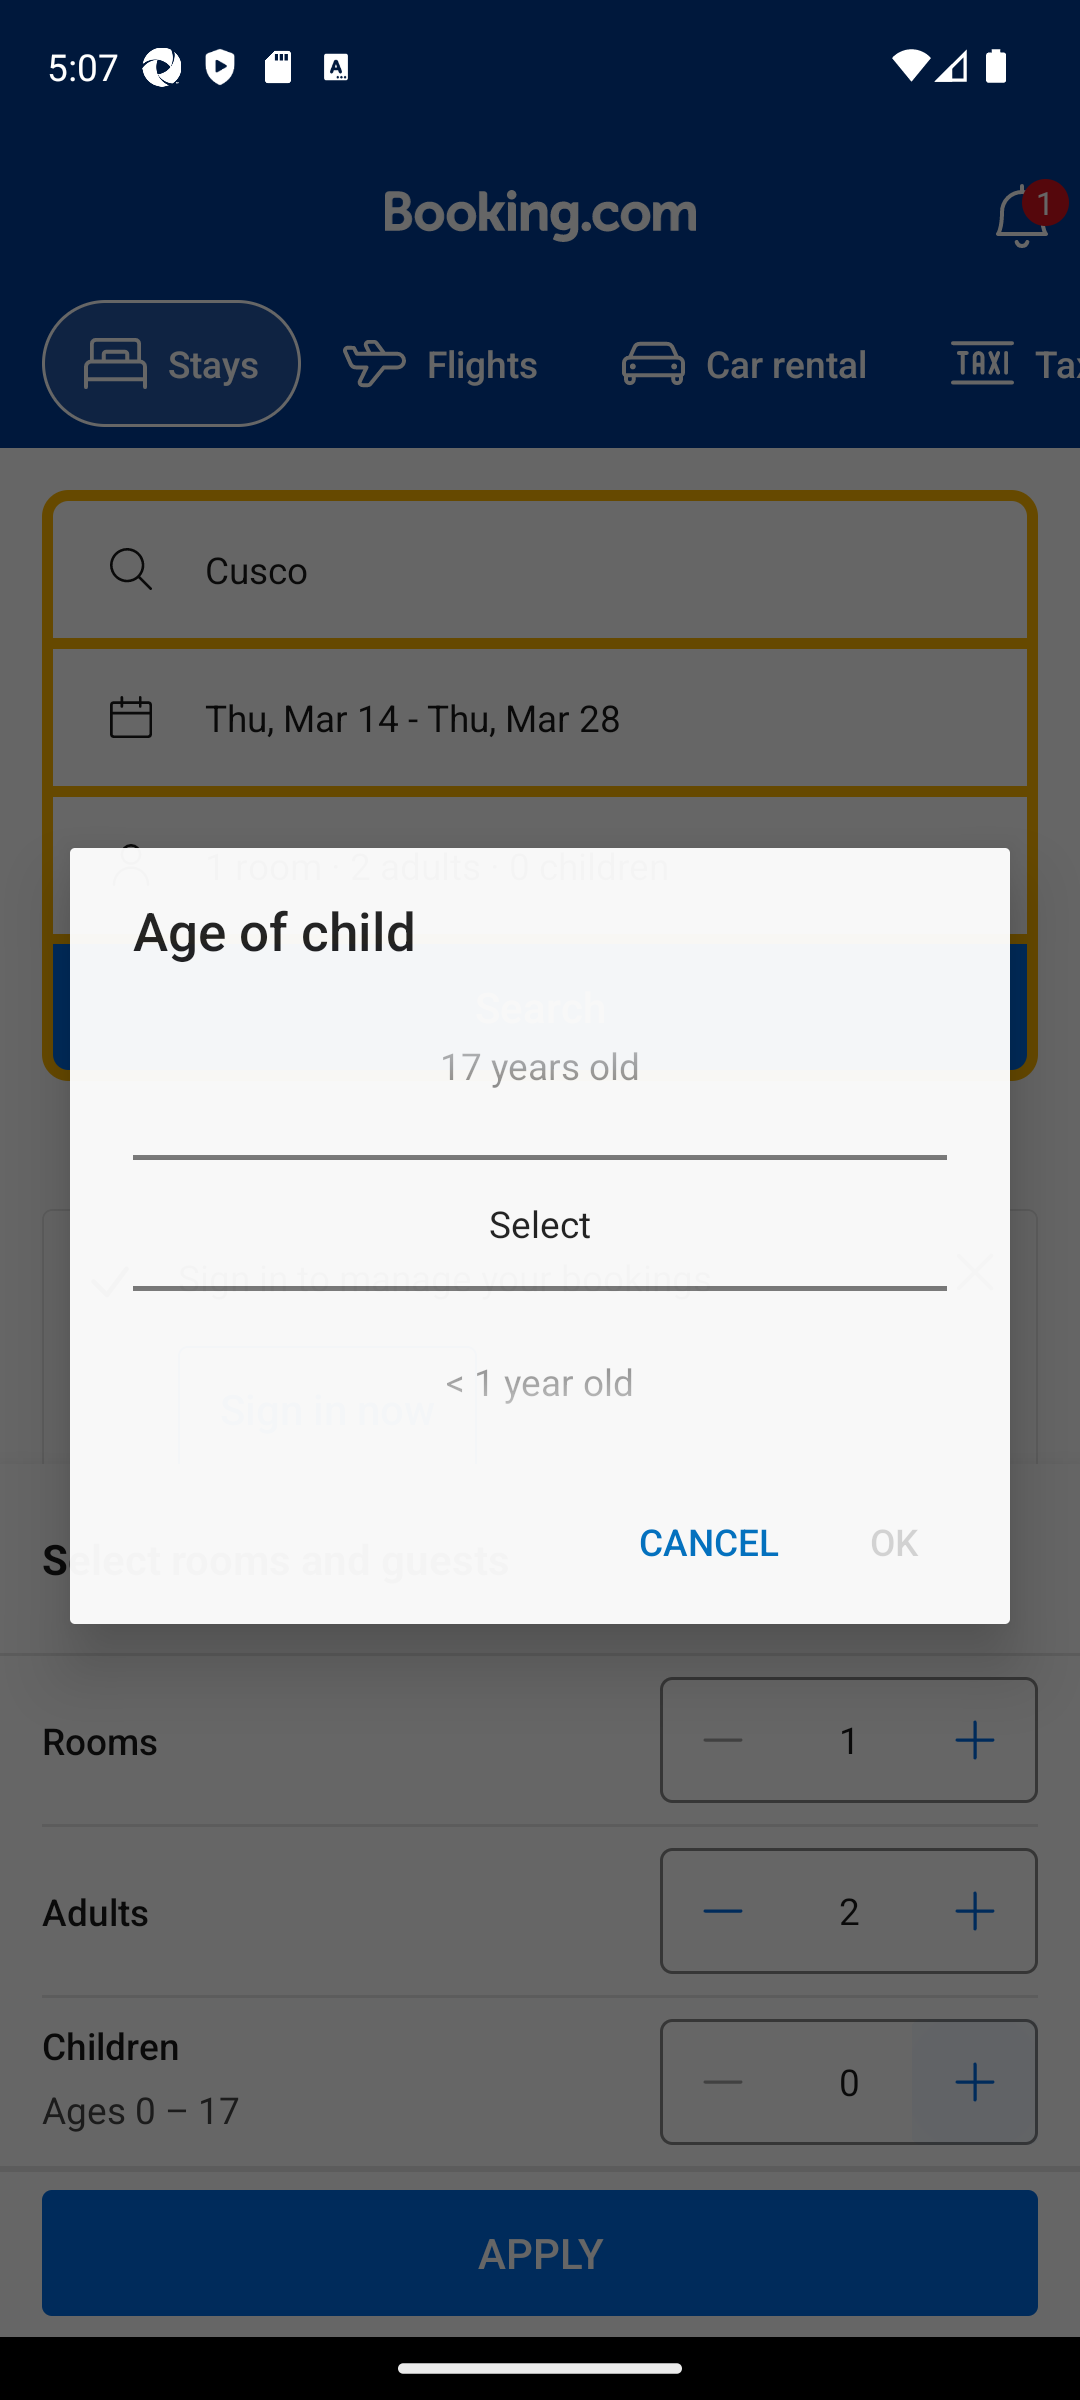 5:07
Booking.com
1
Stays
Flights
Car rental
TAXI
Tax
Cusco
Thu, Mar 14 - Thu, Mar 28
1 room · 2 adults · 0 children
Age of child
Search
17 years old
Select
Sign in to manage your bookings
< 1 year old
Sign in now
CANCEL
OK
Select rooms and guests
Rooms
1
Adults
2
Children
0
Ages 0 – 17
APPLY